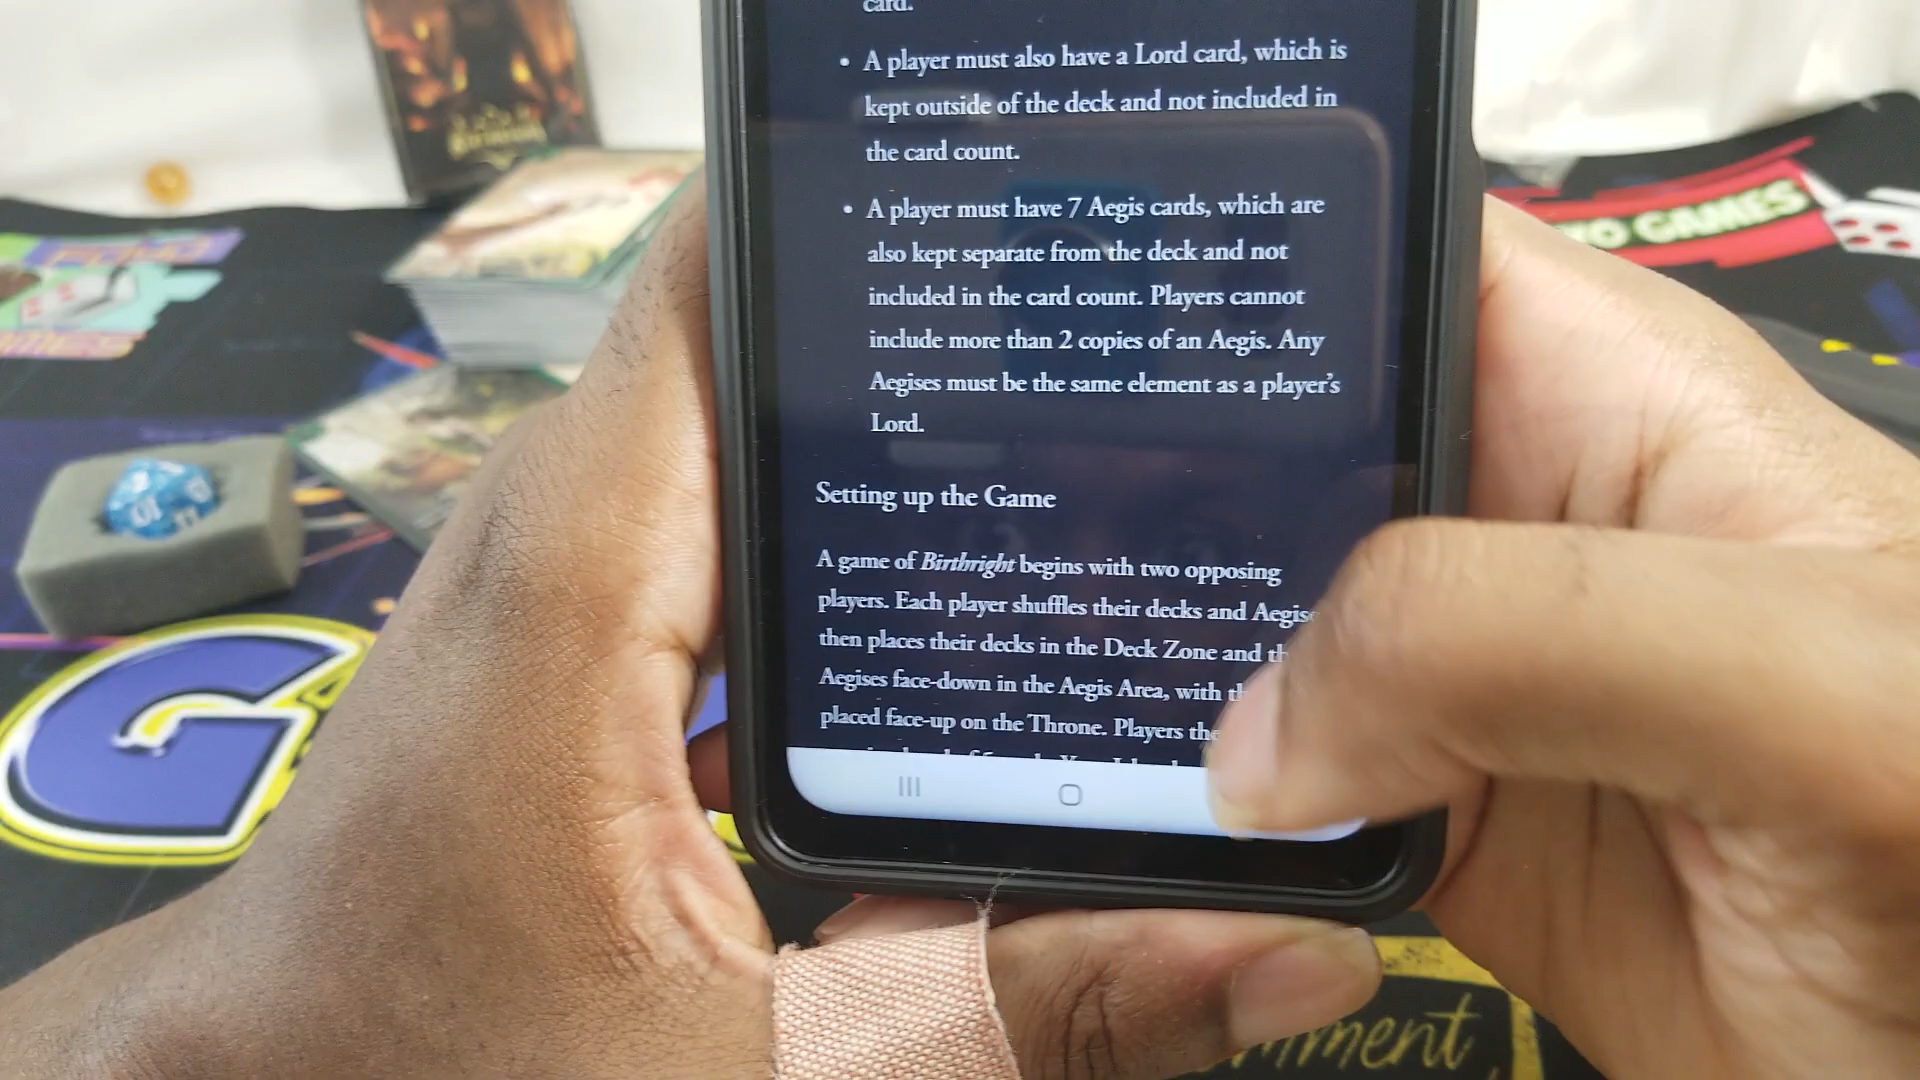 card.
• A player must also have a Lord card, which is
kept outside of the deck and not included in
the card count.
• A player must have 7 Aegis cards, which are
also kept separate from the deck and not
included in the card count. Players cannot
include more than 2 copies of an Aegis. Any
Aegises must be the same element as a player's
Lord.
Setting up the Game
A game of Birthright begins with two opposing
players. Each player shuffles their decks and
then places their decks in the Deck Zone and
Aegises face-down in the Aegis Area, with
placed face-up on the Throne. Players
GAMES
G